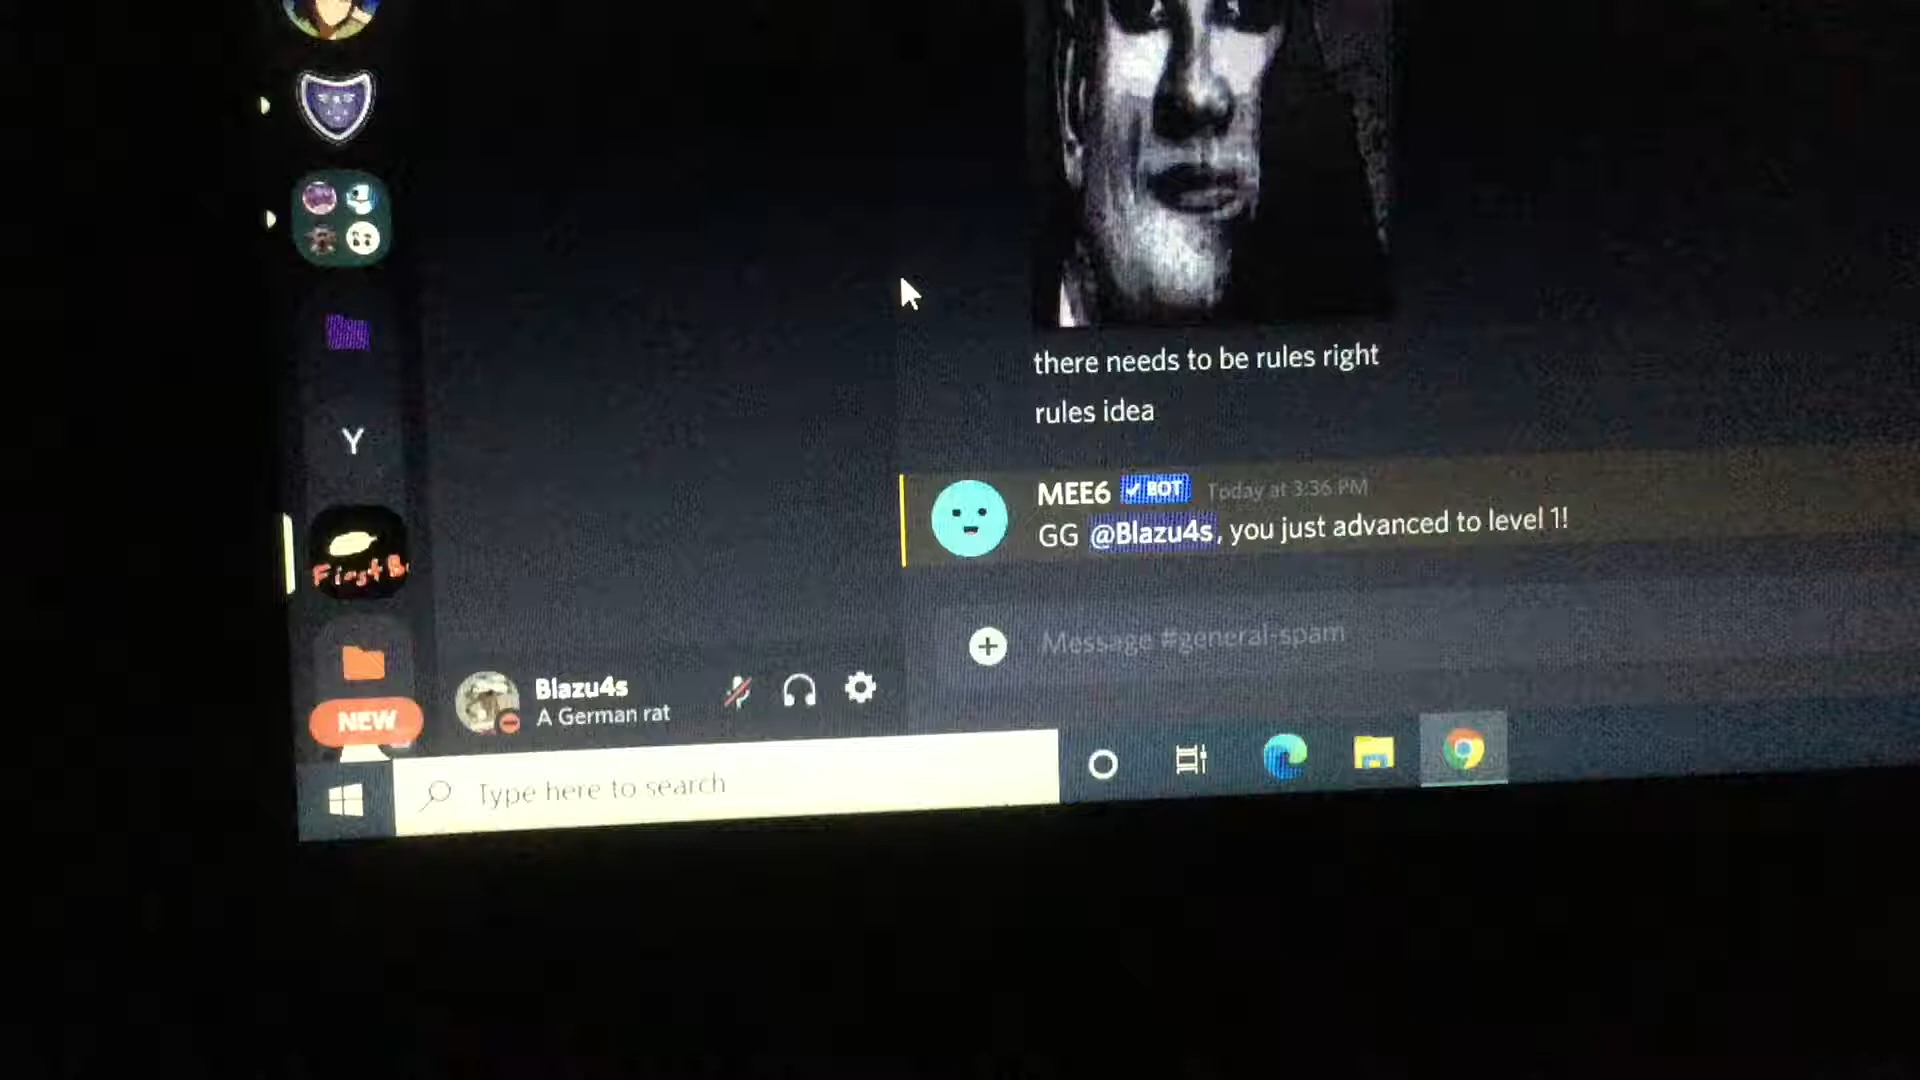 there needs to be rules right
rules idea
Y
MEE6 ✓ BOT Today at 3:36 PM
GG @Blazu4s, you just advanced to level 1!
First B
Message #general-spam
Blazu4s
A German rat
NEW
Type here to search